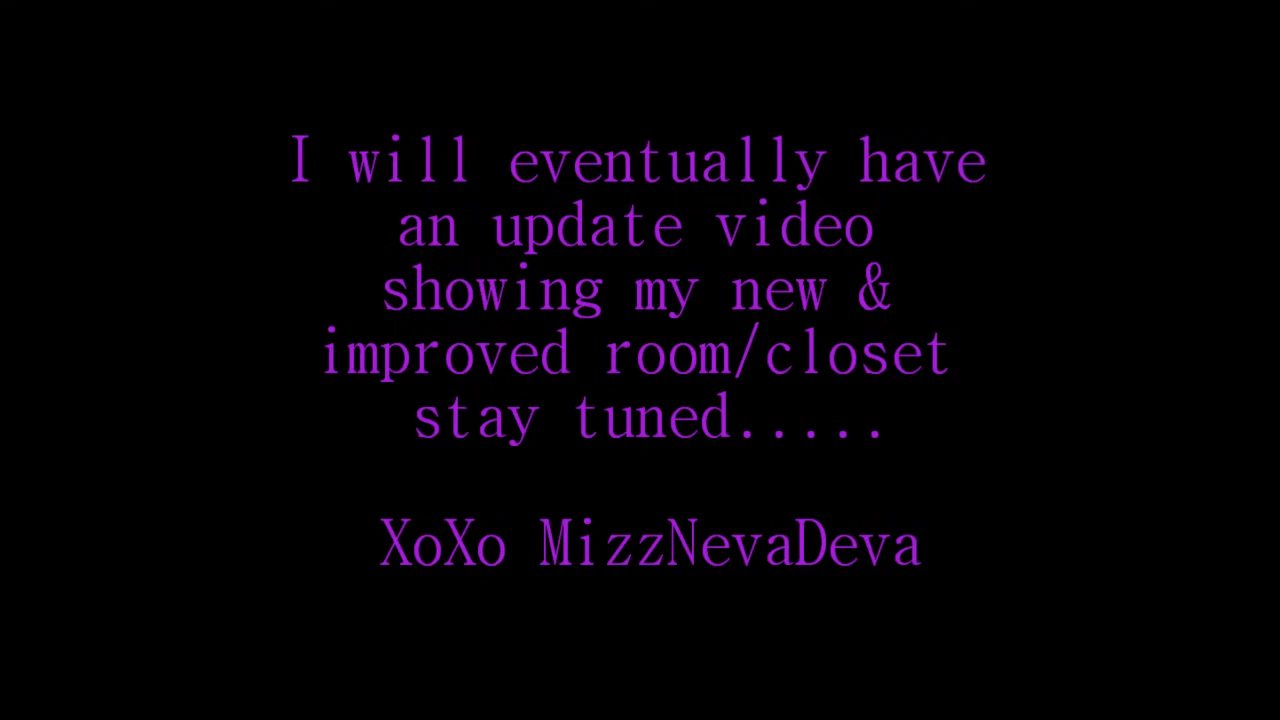 I will eventually have
an update video
showing my new &
improved room/closet
stay tuned.....
XoXo MizzNevaDeva